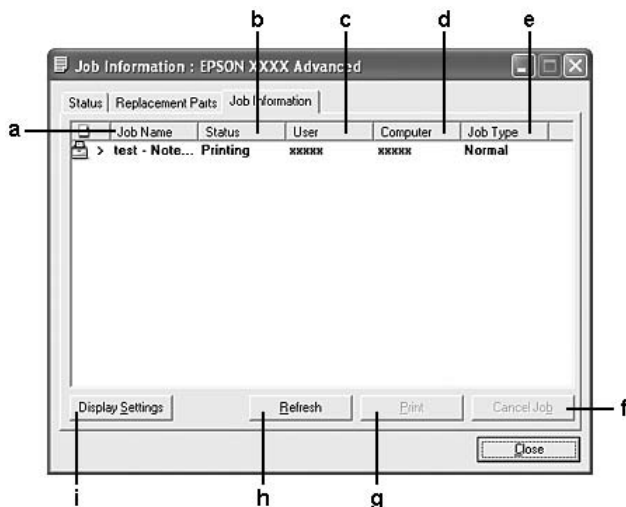 b c d e
Job Information : EPSON XXXX Advanced
Status Replacement Parts Job Information
a Job Name Status User Computer Job Type
> test - Note... Printing xxxxx xxxxx Normal
Display Settings Refresh Print Cancel Job f
Close
i h g